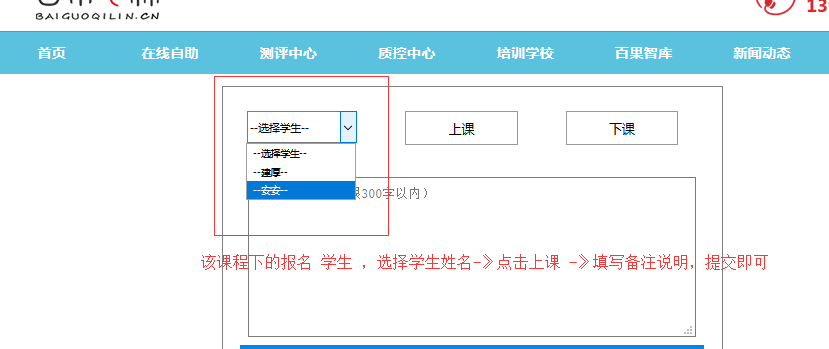 BAIGUOQILIN.CN
首页 在线自助 测评中心 质控中心 培训学校 百果智库 新闻动态
--选择学生-- 上课 下课
--选择学生--
--建厚--
--安安--
300字以内）
该课程下的报名 学生 ，选择学生姓名-》点击上课 -》填写备注说明，提交即可